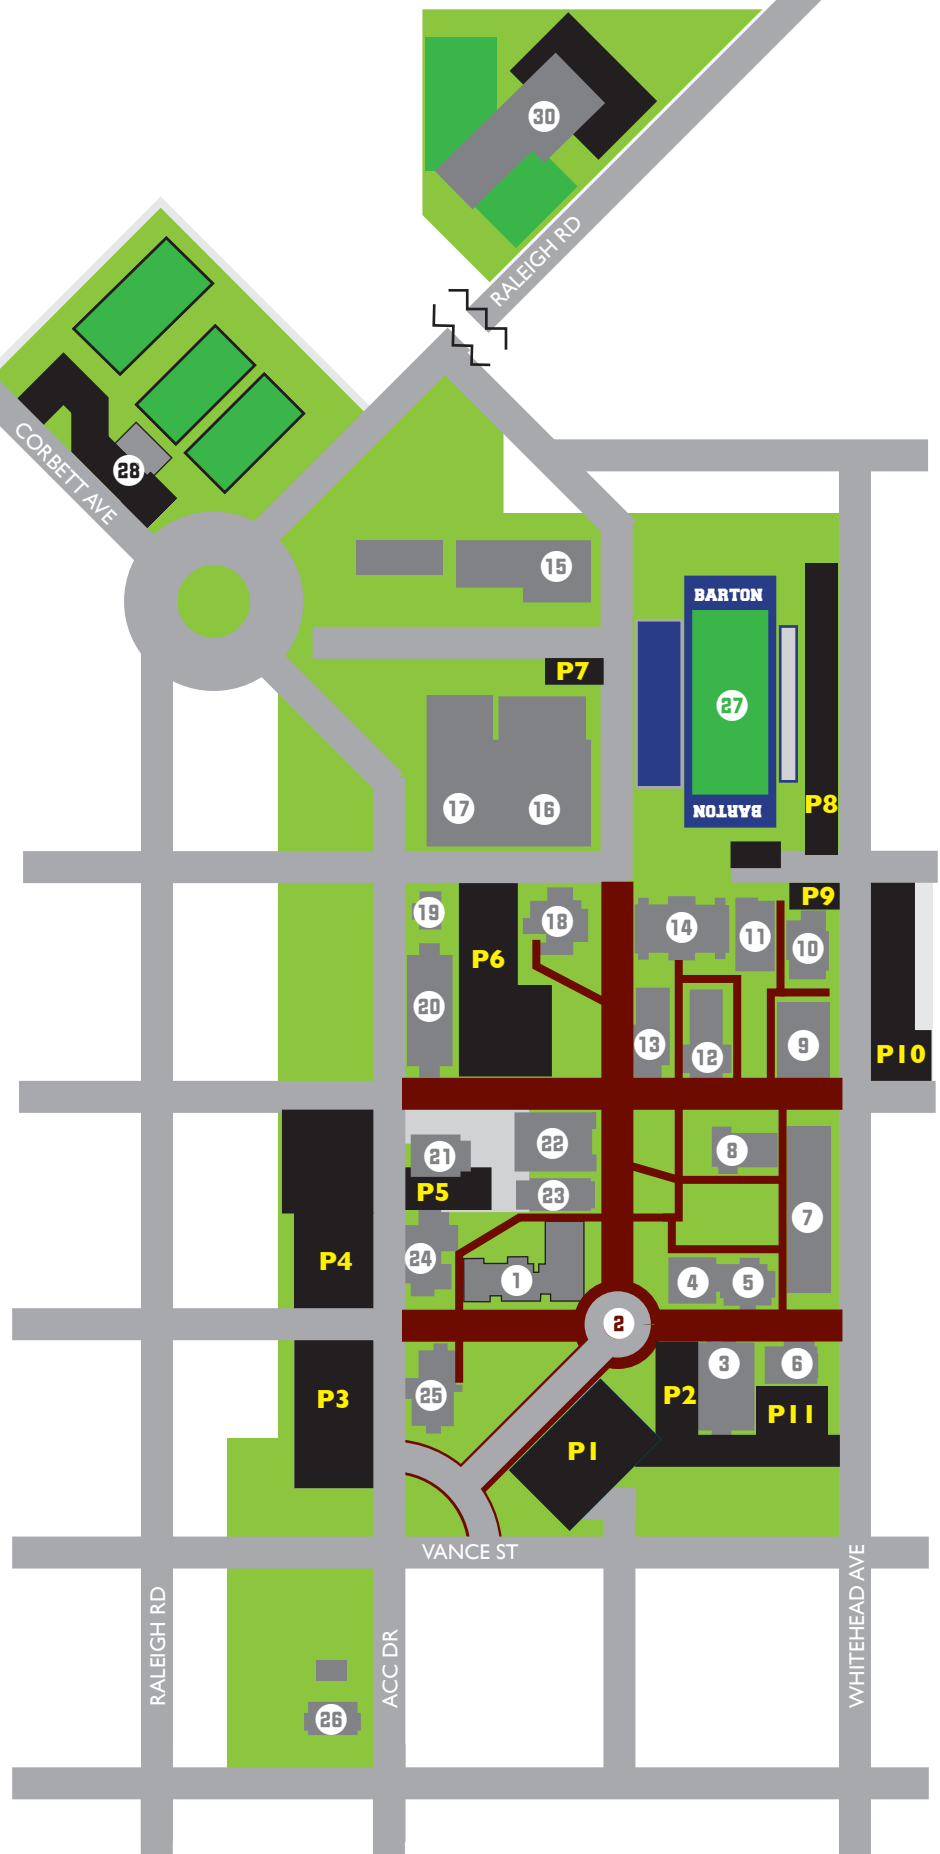 30
RALEIGH RD
CORBETT AVE
28
15
BARTON
P7
27
17
16
P8
BARTON
P9
19
18
14
11
10
P6
20
13
12
9
P10
22
8
21
P5
23
7
P4
24
1
4
5
2
3
6
P3
25
P2
P11
P1
VANCE ST
RALEIGH RD
ACC DR
WHITEHEAD AVE
26